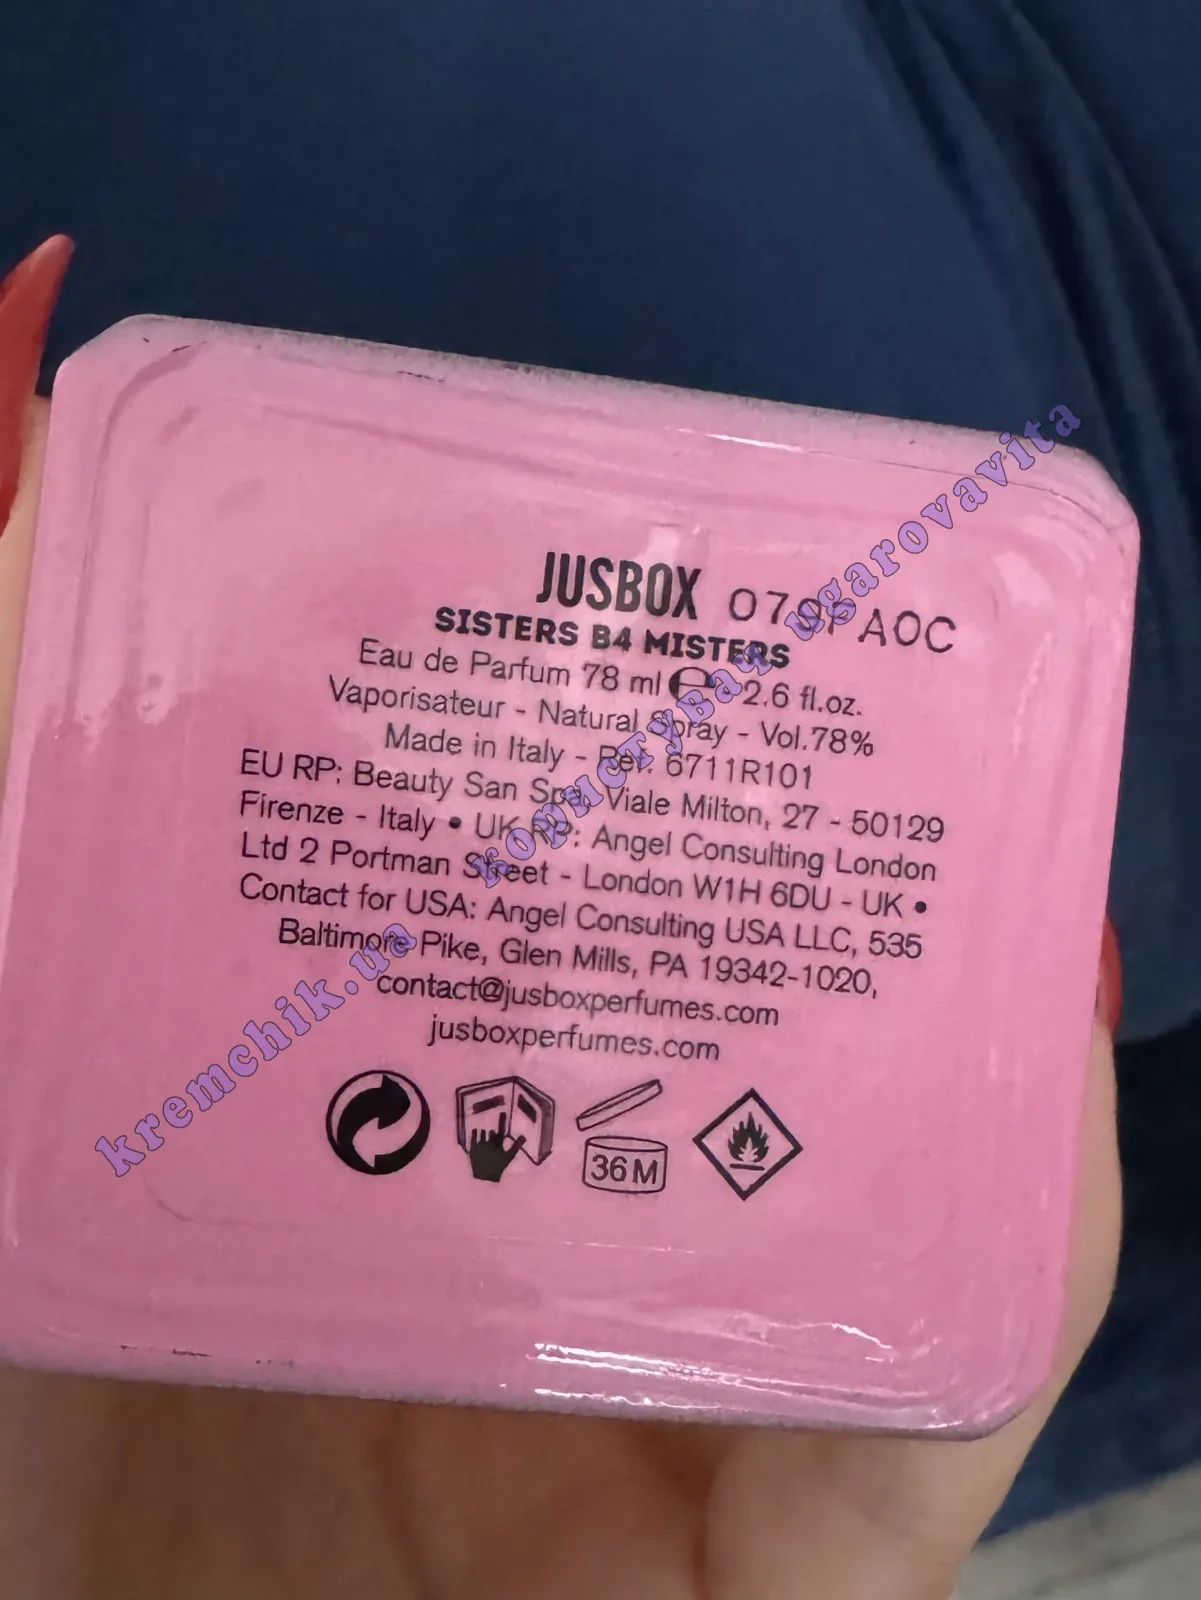 JUSBOX
SISTERS B4 MISTERS
Eau de Parfum 78 ml ℮ 2.6 fl.oz.
Vaporisateur - Natural Spray - Vol.78%
Made in Italy - Ref. 6711R101
EU RP: Beauty San Spa, Viale Milton, 27 - 50129
Firenze - Italy • UK RP: Angel Consulting London
Ltd 2 Portman Street - London W1H 6DU - UK •
Contact for USA: Angel Consulting USA LLC, 535
Baltimore Pike, Glen Mills, PA 19342-1020,
contact@jusboxperfumes.com
jusboxperfumes.com
36M
kremchik.ua користувач ugarovavita